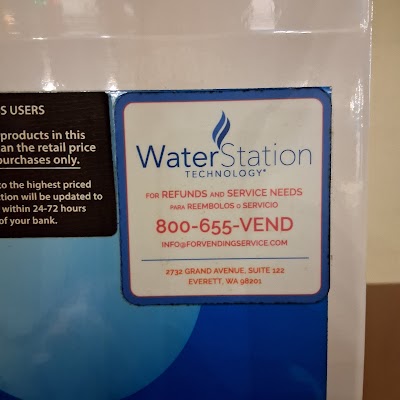 S USERS
products in this
an the retail price
purchases only.
to the highest priced
tion will be updated to
within 24-72 hours
of your bank.
WaterStation
TECHNOLOGY®
FOR REFUNDS AND SERVICE NEEDS
PARA REEMBOLOS O SERVICIO
800-655-VEND
INFO@FORVENDINGSERVICE.COM
2732 GRAND AVENUE, SUITE 122
EVERETT, WA 98201